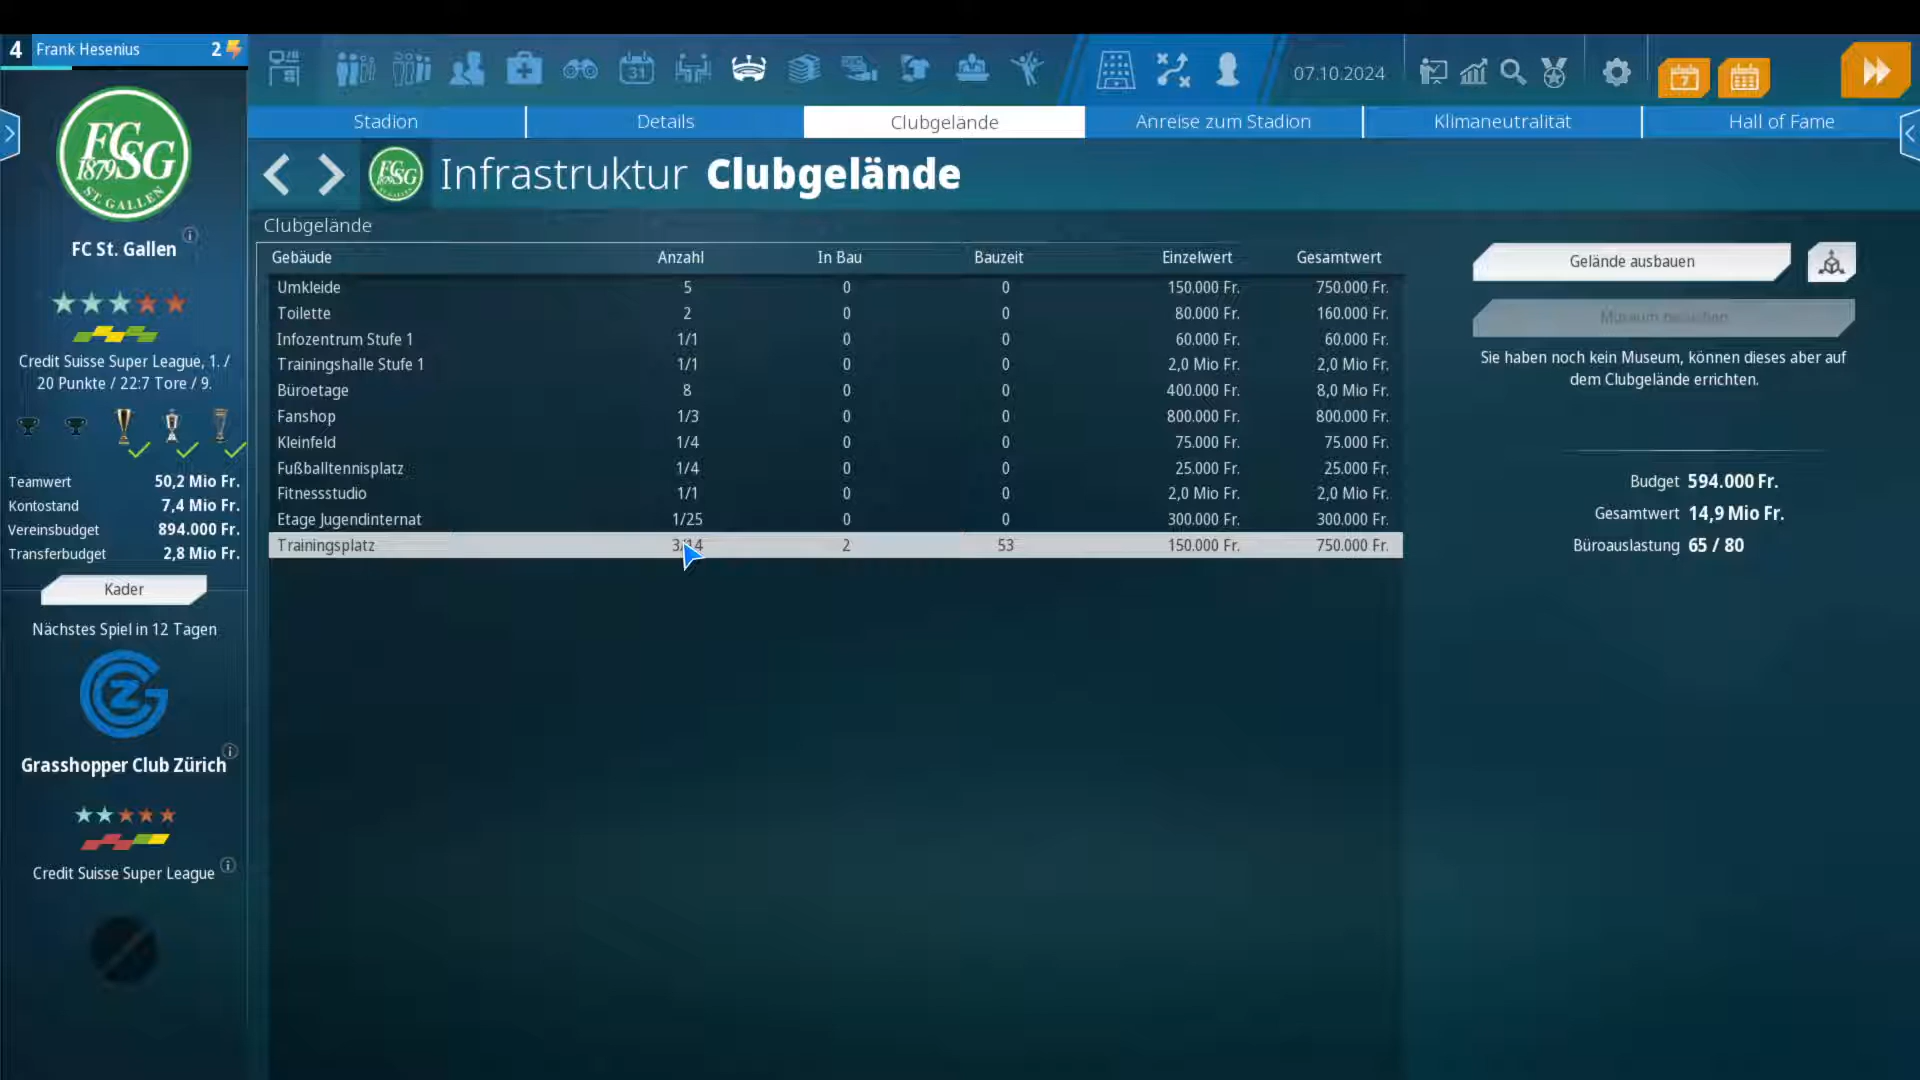 4 Frank Hesenius 2
31
07.10.2024
7
Stadion Details Clubgelände Anreise zum Stadion Klimaneutralität Hall of Fame
FCSG
1879
ST. GALLEN
Infrastruktur Clubgelände
FC St. Gallen
Credit Suisse Super League, 1. /
20 Punkte / 22:7 Tore / 9.
Teamwert 50,2 Mio Fr.
Kontostand 7,4 Mio Fr.
Vereinsbudget 894.000 Fr.
Transferbudget 2,8 Mio Fr.
Kader
Nächstes Spiel in 12 Tagen
Grasshopper Club Zürich
Credit Suisse Super League
Clubgelände
Gebäude Anzahl In Bau Bauzeit Einzelwert Gesamtwert
Umkleide 5 0 0 150.000 Fr. 750.000 Fr.
Toilette 2 0 0 80.000 Fr. 160.000 Fr.
Infozentrum Stufe 1 1/1 0 0 60.000 Fr. 60.000 Fr.
Trainingshalle Stufe 1 1/1 0 0 2,0 Mio Fr. 2,0 Mio Fr.
Büroetage 8 0 0 400.000 Fr. 8,0 Mio Fr.
Fanshop 1/3 0 0 800.000 Fr. 800.000 Fr.
Kleinfeld 1/4 0 0 75.000 Fr. 75.000 Fr.
Fußballtennisplatz 1/4 0 0 25.000 Fr. 25.000 Fr.
Fitnessstudio 1/1 0 0 2,0 Mio Fr. 2,0 Mio Fr.
Etage Jugendinternat 1/25 0 0 300.000 Fr. 300.000 Fr.
Trainingsplatz 3/14 2 53 150.000 Fr. 750.000 Fr.
Gelände ausbauen
Museum besuchen
Sie haben noch kein Museum, können dieses aber auf
dem Clubgelände errichten.
Budget 594.000 Fr.
Gesamtwert 14,9 Mio Fr.
Büroauslastung 65 / 80